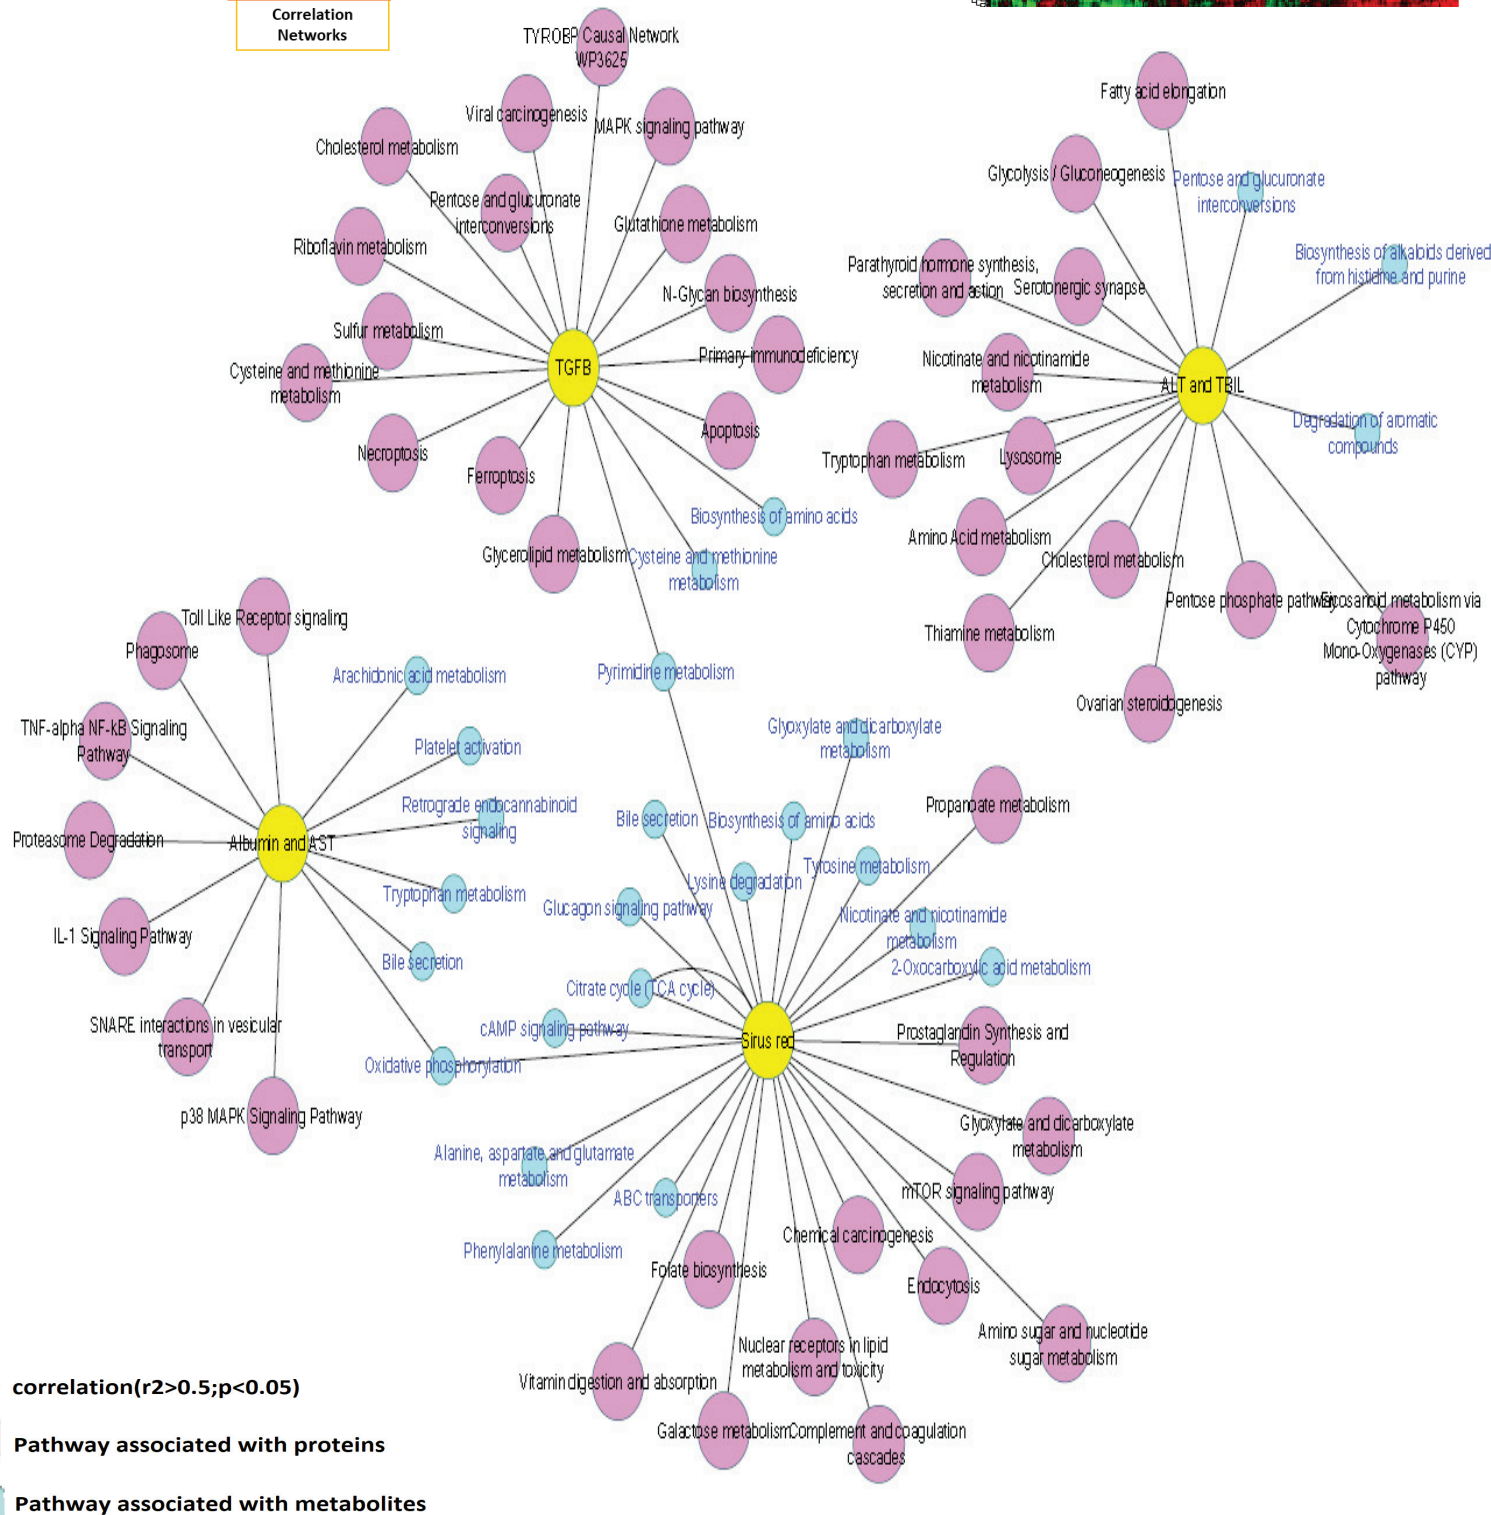 Correlation
Networks
TYROBP Causal Network
WP3625
Viral carcinogenesis
MAPK signaling pathway
Cholesterol metabolism
Pentose and glucuronate
interconversions
Glutathione metabolism
Riboflavin metabolism
N-Glycan biosynthesis
Sulfur metabolism
Primary immunodeficiency
Cysteine and methionine
metabolism
TGFB
Necroptosis
Ferroptosis
Apoptosis
Glycerolipid metabolism
Biosynthesis of amino acids
Cysteine and methionine
metabolism
Pyrimidine metabolism
Fatty acid elongation
Glycolysis / Gluconeogenesis
Pentose and glucuronate
interconversions
Biosynthesis of alkaloids derived
from histidine and purine
Parathyroid hormone synthesis,
secretion and action
Serotonergic synapse
Nicotinate and nicotinamide
metabolism
ALT and TBIL
Degradation of aromatic
compounds
Tryptophan metabolism
Lysosome
Amino Acid metabolism
Cholesterol metabolism
Pentose phosphate pathway
Eicosanoid metabolism via
Cytochrome P450
Mono-Oxygenases (CYP)
pathway
Thiamine metabolism
Ovarian steroidogenesis
Toll Like Receptor signaling
Phagosome
Arachidonic acid metabolism
TNF-alpha NF-kB Signaling
Pathway
Platelet activation
Retrograde endocannabinoid
signaling
Proteasome Degradation
Albumin and AST
Tryptophan metabolism
IL-1 Signaling Pathway
Bile secretion
SNARE interactions in vesicular
transport
Oxidative phosphorylation
p38 MAPK Signaling Pathway
Glyoxylate and dicarboxylate
metabolism
Propanoate metabolism
Bile secretion
Biosynthesis of amino acids
Tyrosine metabolism
Lysine degradation
Glucagon signaling pathway
Nicotinate and nicotinamide
metabolism
2-Oxocarboxylic acid metabolism
Citrate cycle (TCA cycle)
cAMP signaling pathway
Sirus red
Prostaglandin Synthesis and
Regulation
Glyoxylate and dicarboxylate
metabolism
Alanine, aspartate and glutamate
metabolism
ABC transporters
mTOR signaling pathway
Chemical carcinogenesis
Phenylalanine metabolism
Folate biosynthesis
Endocytosis
Amino sugar and nucleotide
sugar metabolism
Nuclear receptors in lipid
metabolism and toxicity
Vitamin digestion and absorption
Galactose metabolism
Complement and coagulation
cascades
correlation(r2>0.5;p<0.05)
Pathway associated with proteins
Pathway associated with metabolites